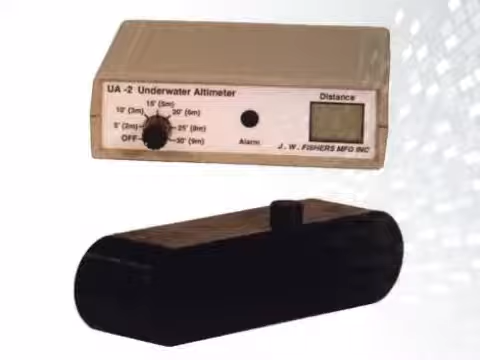 UA -2 Underwater Altimeter
Distance
15' (5m)
10' (3m) 20' (6m)
5' (2m) 25' (8m)
OFF 30' (9m)
Alarm
J. W. FISHERS MFG INC